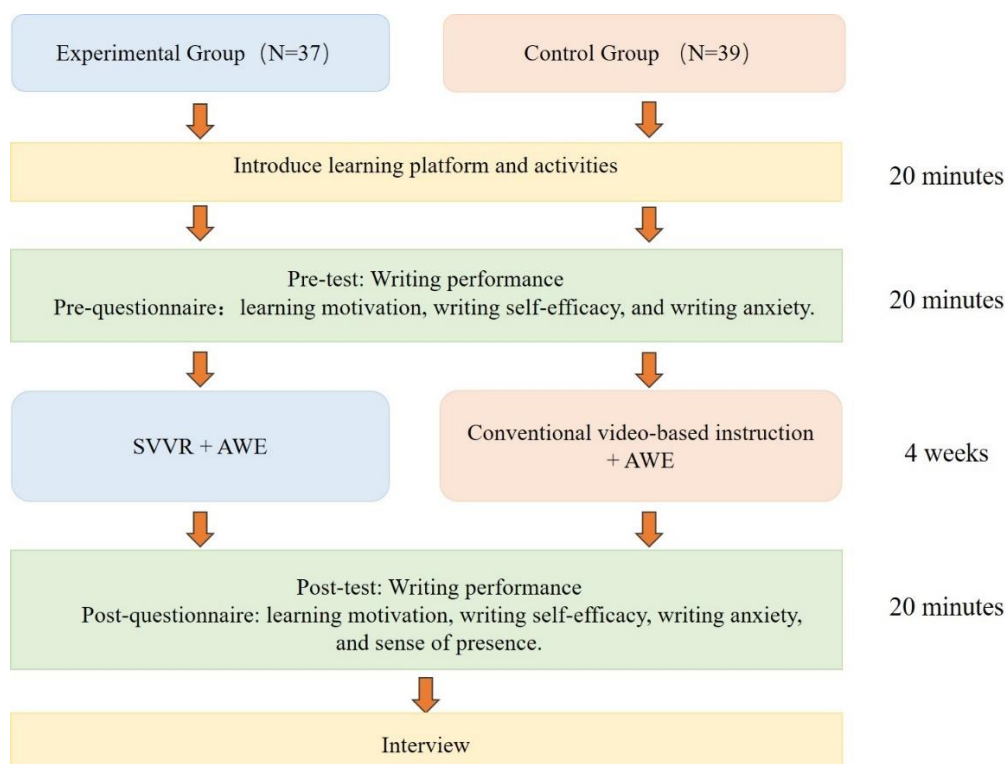 Experimental Group (N=37)
Control Group (N=39)
Introduce learning platform and activities
20 minutes
Pre-test: Writing performance
Pre-questionnaire: learning motivation, writing self-efficacy, and writing anxiety.
20 minutes
SVVR + AWE
Conventional video-based instruction
+ AWE
4 weeks
Post-test: Writing performance
Post-questionnaire: learning motivation, writing self-efficacy, writing anxiety,
and sense of presence.
20 minutes
Interview